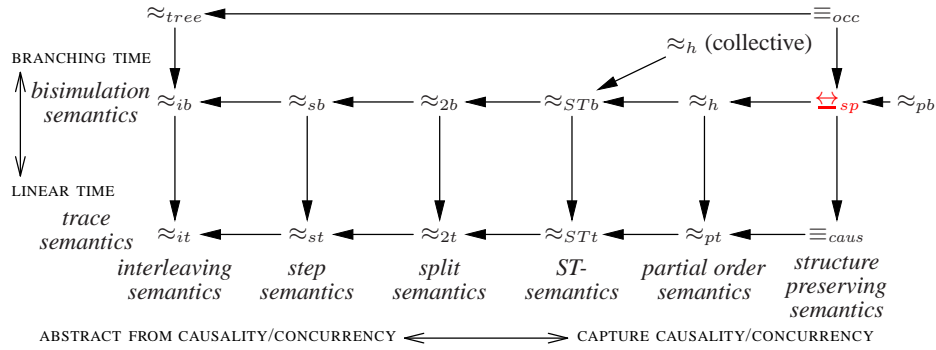 ≈tree ≡occ
≈h (collective)
BRANCHING TIME
bisimulation
semantics
≈ib ≈sb ≈2b ≈STb ≈h ↔sp ≈pb
LINEAR TIME
trace
semantics
≈it ≈st ≈2t ≈STt ≈pt ≡caus
interleaving
semantics
step
semantics
split
semantics
ST-
semantics
partial order
semantics
structure
preserving
semantics
ABSTRACT FROM CAUSALITY/CONCURRENCY CAPTURE CAUSALITY/CONCURRENCY